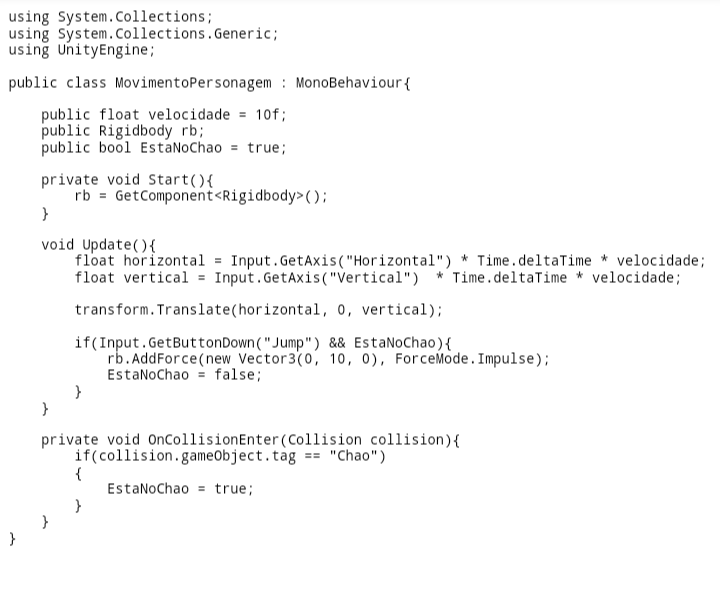 using System.Collections;
using System.Collections.Generic;
using UnityEngine;

public class MovimentoPersonagem : MonoBehaviour{

    public float velocidade = 10f;
    public Rigidbody rb;
    public bool EstaNoChao = true;

    private void Start(){
        rb = GetComponent<Rigidbody>();
    }

    void Update(){
        float horizontal = Input.GetAxis("Horizontal") * Time.deltaTime * velocidade;
        float vertical = Input.GetAxis("Vertical")  * Time.deltaTime * velocidade;

        transform.Translate(horizontal, 0, vertical);

        if(Input.GetButtonDown("Jump") && EstaNoChao){
            rb.AddForce(new Vector3(0, 10, 0), ForceMode.Impulse);
            EstaNoChao = false;
        }
    }

    private void OnCollisionEnter(Collision collision){
        if(collision.gameObject.tag == "Chao")
        {
            EstaNoChao = true;
        }
    }
}